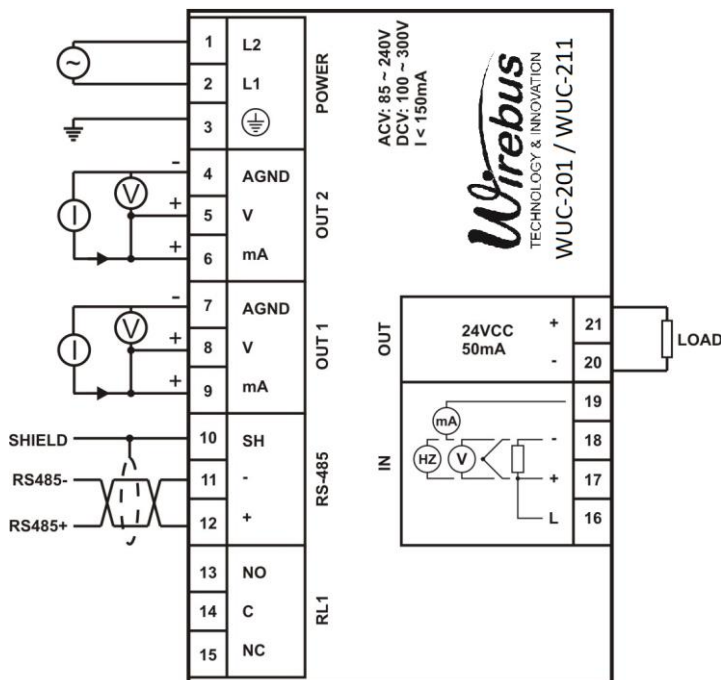 1 L2
2 L1
3
POWER
4 AGND
5 V
6 mA
OUT 2
- 
+
+
V
I
7 AGND
8 V
9 mA
OUT 1
-
+
+
V
I
SHIELD
RS485-
RS485+
10 SH
11 -
12 +
RS-485
13 NO
14 C
15 NC
RL1
ACV: 85 ~ 240V
DCV: 100 ~ 300V
I < 150mA
Wirebus
TECHNOLOGY & INNOVATION
WUC-201 / WUC-211
OUT
24VCC
50mA
+ 21
- 20
LOAD
IN
19
mA
HZ
V
- 18
+ 17
L 16